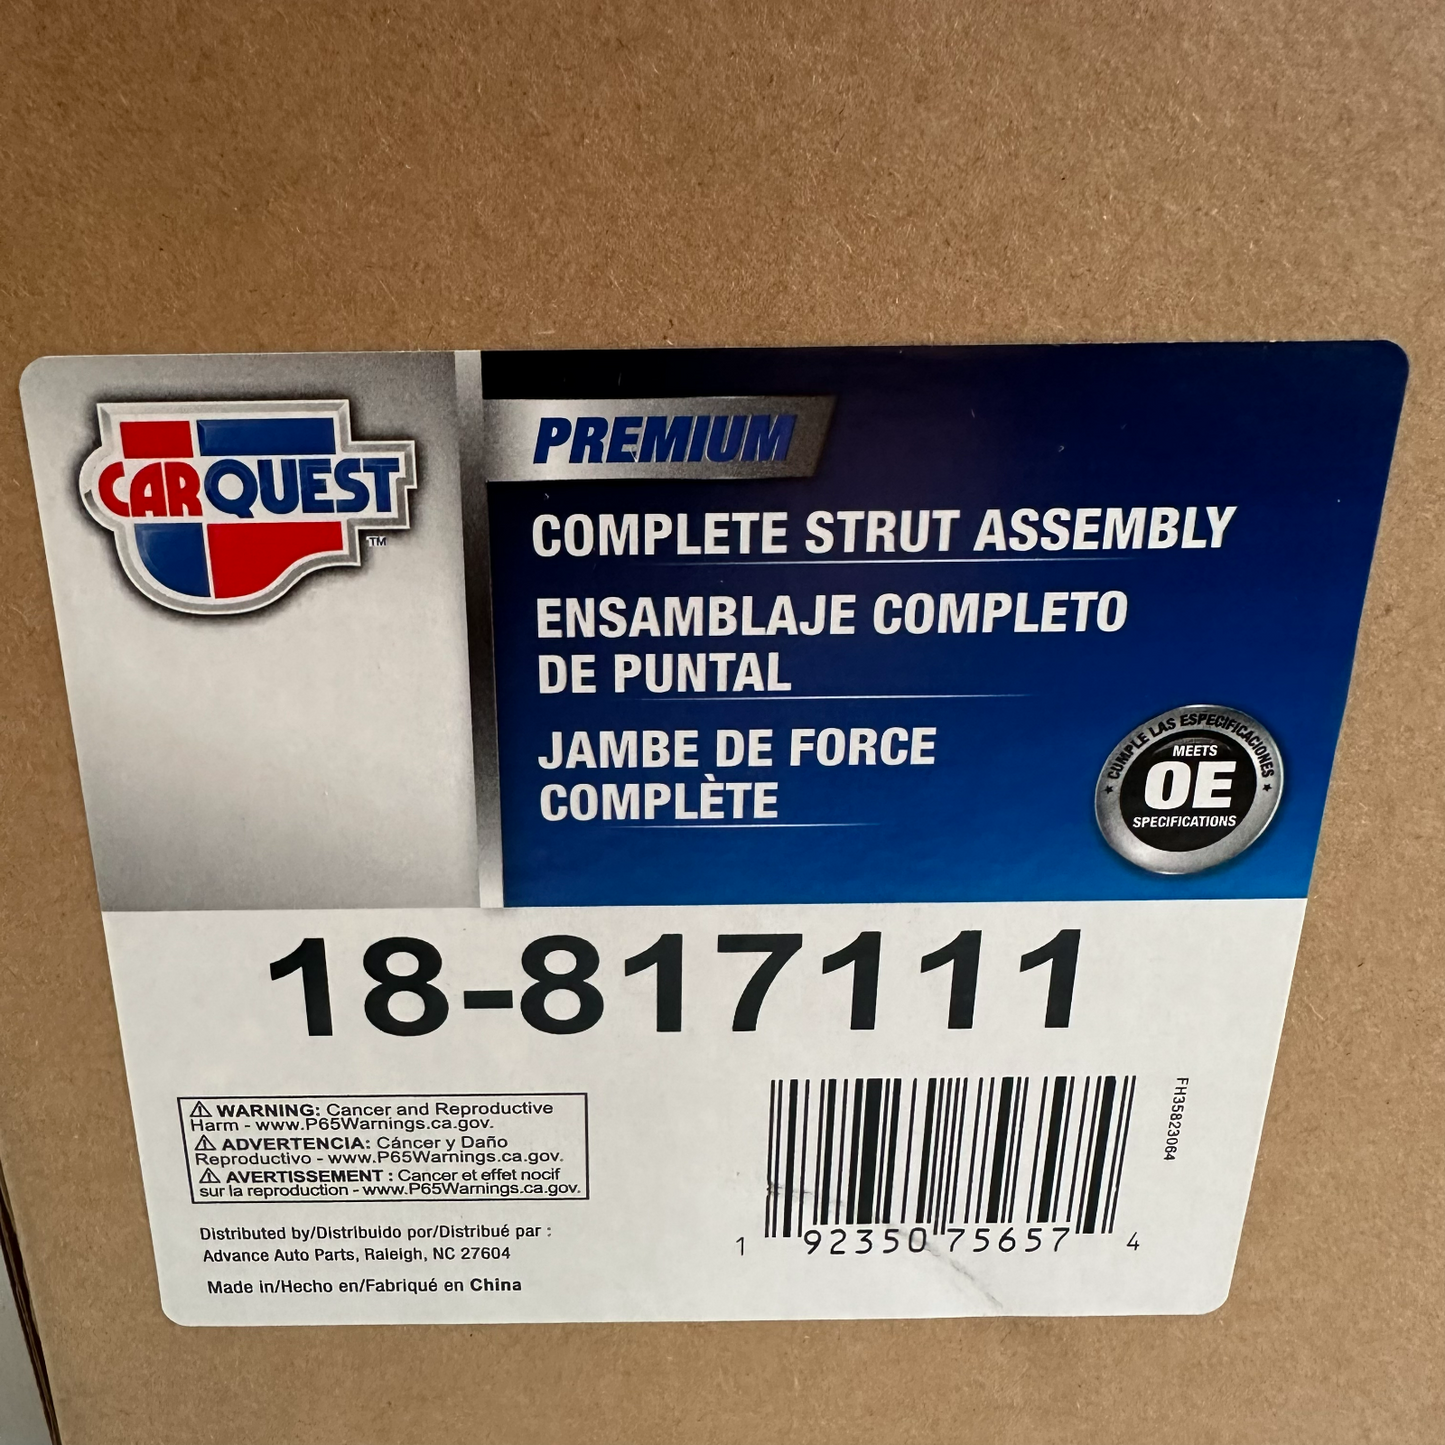 CARQUEST
TM
PREMIUM
COMPLETE STRUT ASSEMBLY
ENSAMBLAJE COMPLETO
DE PUNTAL
JAMBE DE FORCE
COMPLÈTE
CUMPLE LAS ESPECIFICACIONES
MEETS
OE
SPECIFICATIONS
18-817111
⚠ WARNING: Cancer and Reproductive
Harm - www.P65Warnings.ca.gov.
⚠ ADVERTENCIA: Cáncer y Daño
Reproductivo - www.P65Warnings.ca.gov.
⚠ AVERTISSEMENT : Cancer et effet nocif
sur la reproduction - www.P65Warnings.ca.gov.
Distributed by/Distribuido por/Distribué par :
Advance Auto Parts, Raleigh, NC 27604
Made in/Hecho en/Fabriqué en China
1 92350 75657 4
FH35823064